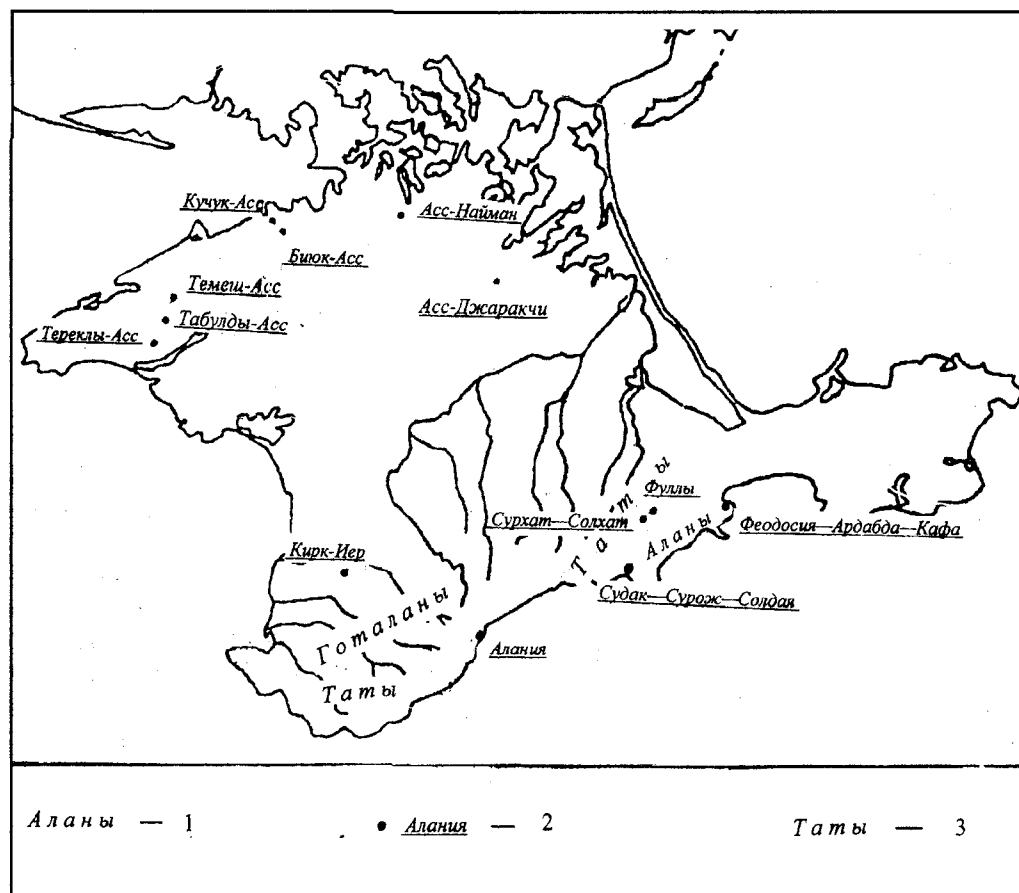 Кучук-Асс
Асс-Найман
Биюк-Асс
Темеш-Асс
Асс-Джаракчи
Табулды-Асс
Тереклы-Асс
Таты
Фуллы
Сурхат—Солхат
Аланы
Феодосия—Ардабда—Кафа
Кирк-Иер
Судак—Сурож—Солдая
Готаланы
Алания
Таты
Аланы — 1
Алания — 2
Таты — 3